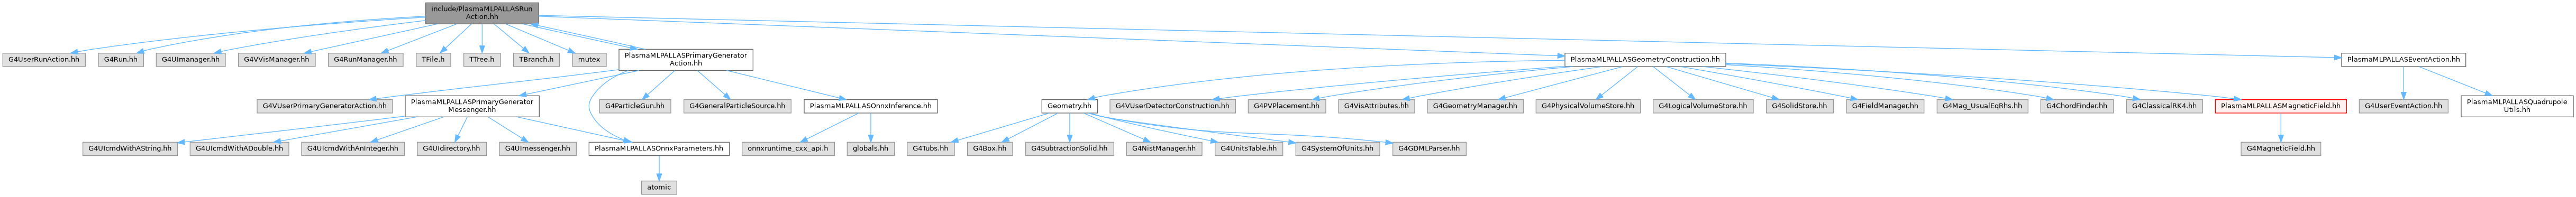 include/PlasmaMLPALLASRun
Action.hh
G4UserRunAction.hh
G4Run.hh
G4UImanager.hh
G4VVisManager.hh
G4RunManager.hh
TFile.h
TTree.h
TBranch.h
mutex
PlasmaMLPALLASPrimaryGenerator
Action.hh
PlasmaMLPALLASGeometryConstruction.hh
PlasmaMLPALLASEventAction.hh
G4VUserPrimaryGeneratorAction.hh
PlasmaMLPALLASPrimaryGenerator
Messenger.hh
G4ParticleGun.hh
G4GeneralParticleSource.hh
PlasmaMLPALLASOnnxInference.hh
Geometry.hh
G4VUserDetectorConstruction.hh
G4PVPlacement.hh
G4VisAttributes.hh
G4GeometryManager.hh
G4PhysicalVolumeStore.hh
G4LogicalVolumeStore.hh
G4SolidStore.hh
G4FieldManager.hh
G4Mag_UsualEqRhs.hh
G4ChordFinder.hh
G4ClassicalRK4.hh
PlasmaMLPALLASMagneticField.hh
G4UserEventAction.hh
PlasmaMLPALLASQuadrupole
Utils.hh
G4UIcmdWithAString.hh
G4UIcmdWithADouble.hh
G4UIcmdWithAnInteger.hh
G4UIdirectory.hh
G4UImessenger.hh
PlasmaMLPALLASOnnxParameters.hh
onnxruntime_cxx_api.h
globals.hh
G4Tubs.hh
G4Box.hh
G4SubtractionSolid.hh
G4NistManager.hh
G4UnitsTable.hh
G4SystemOfUnits.hh
G4GDMLParser.hh
G4MagneticField.hh
atomic